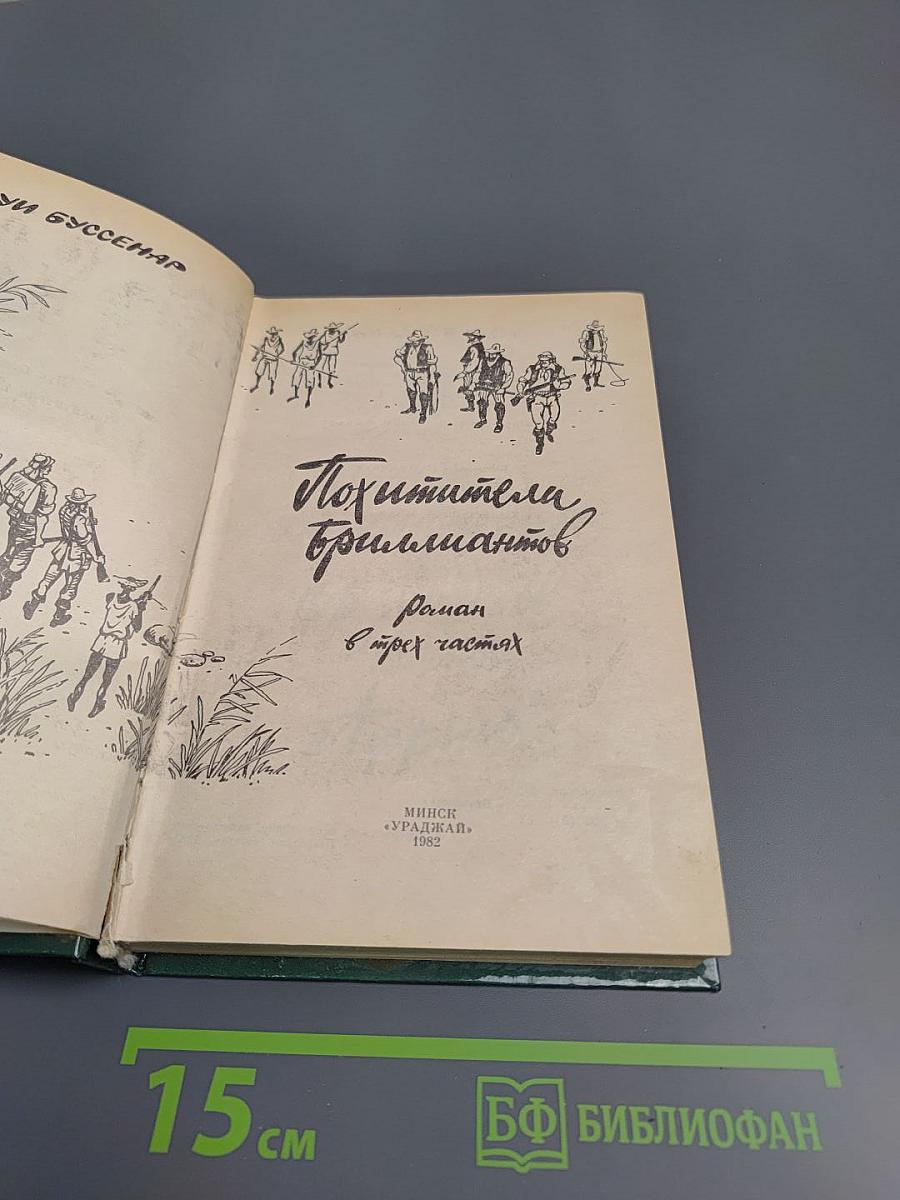 УИ БУССЕНАР
Похитители
Бриллиантов
роман
в трех частях
МИНСК
«УРАДЖАЙ»
1982
15 см
БФ БИБЛИОФАН